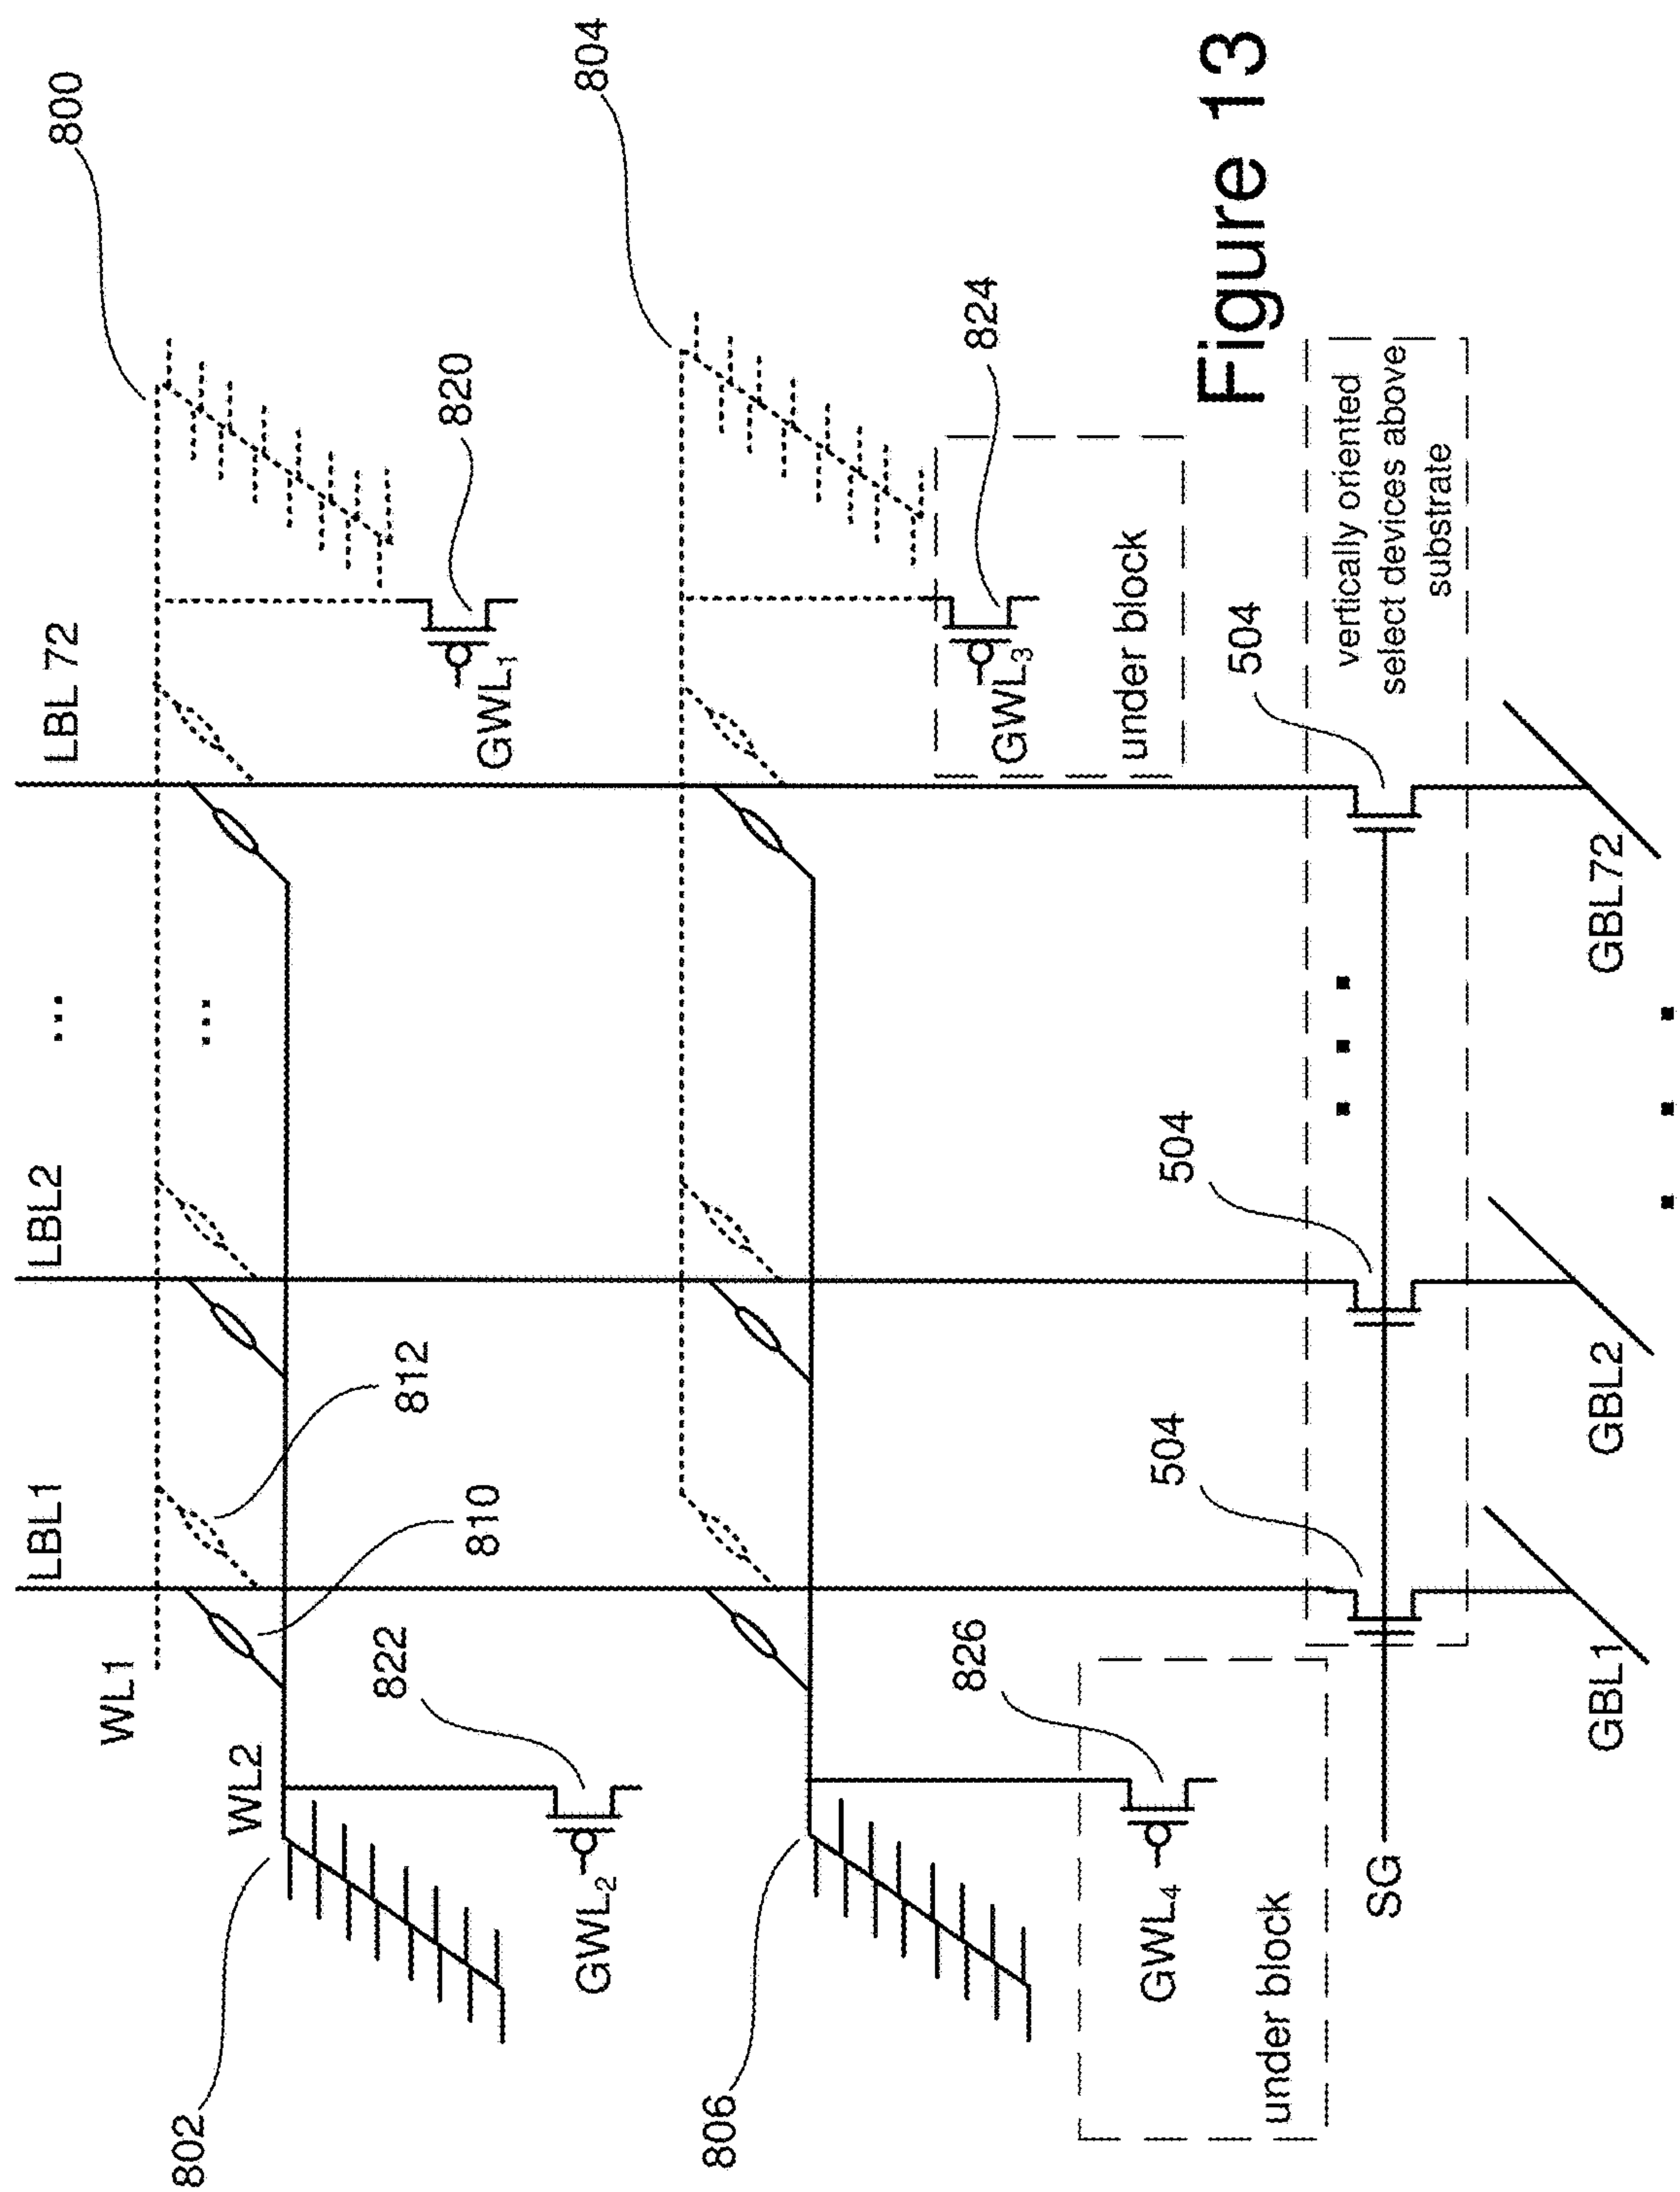 LBL1
LBL2
...
LBL 72
800
WL1
...
WL2
812
810
802
822
820
GWL₂
GWL₁
804
806
826
824
GWL₄
GWL₃
under block
under block
504
504
504
Figure 13
vertically oriented
select devices above
substrate
SG
GBL1
GBL2
GBL72